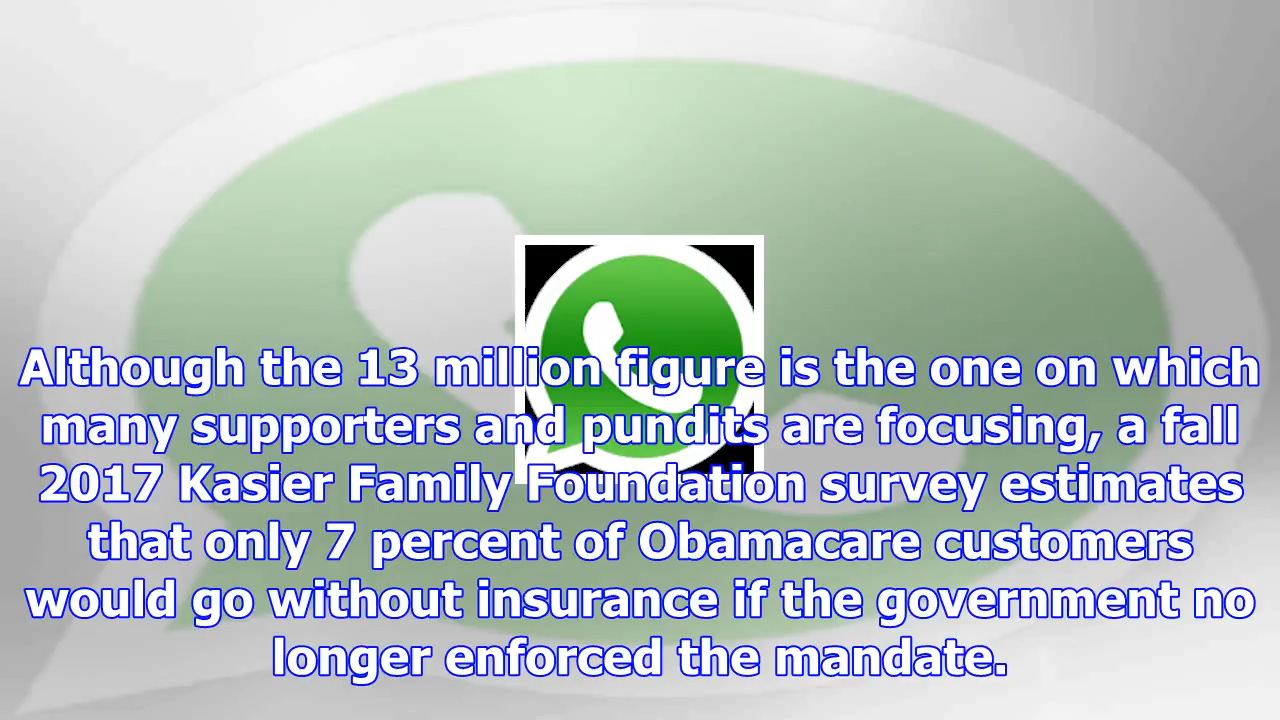 Although the 13 million figure is the one on which
many supporters and pundits are focusing, a fall
2017 Kasier Family Foundation survey estimates
that only 7 percent of Obamacare customers
would go without insurance if the government no
longer enforced the mandate.